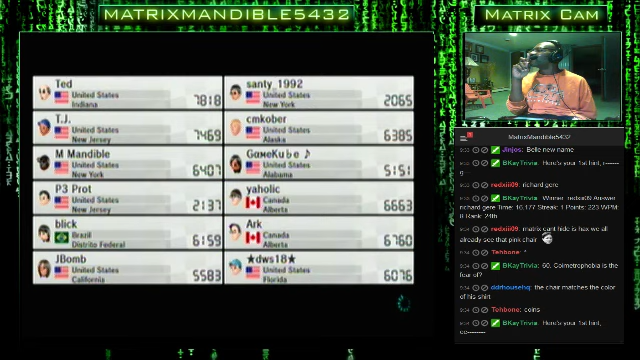 MATRIXMANDIBLE5432
MATRIX CAM
Ted
United States
Indiana
7818
santy_1992
United States
New York
2065
T.J.
United States
New Jersey
7469
cmkober
United States
Alaska
6385
M Mandible
United States
New York
6407
GαмeKuьe ♪
United States
Alabama
5151
P3 Prot
United States
New Jersey
2137
yaholic
Canada
Alberta
6663
blick
Brazil
Distrito Federal
6159
Ark
Canada
Alberta
6760
JBomb
United States
California
5583
★dws18★
United States
Florida
6076
MatrixMandible5432
Jinjos: Belle new name
BKayTrivia: Here's your 1st hint, r-------
g---
redxii09: richard gere
BKayTrivia: Winner: redxii09 Answer:
richard gere Time: 16,177 Streak: 1 Points: 223 WPM:
Rank: 24th
redxii09: matrix cant hide is hax we all
already see that pink chair
Tehbone: *
BKayTrivia: 60. Coimetrophobia is the
fear of?
ddrhousehq: the chair matches the color
of his shirt
Tehbone: coins
BKayTrivia: Here's your 1st hint,